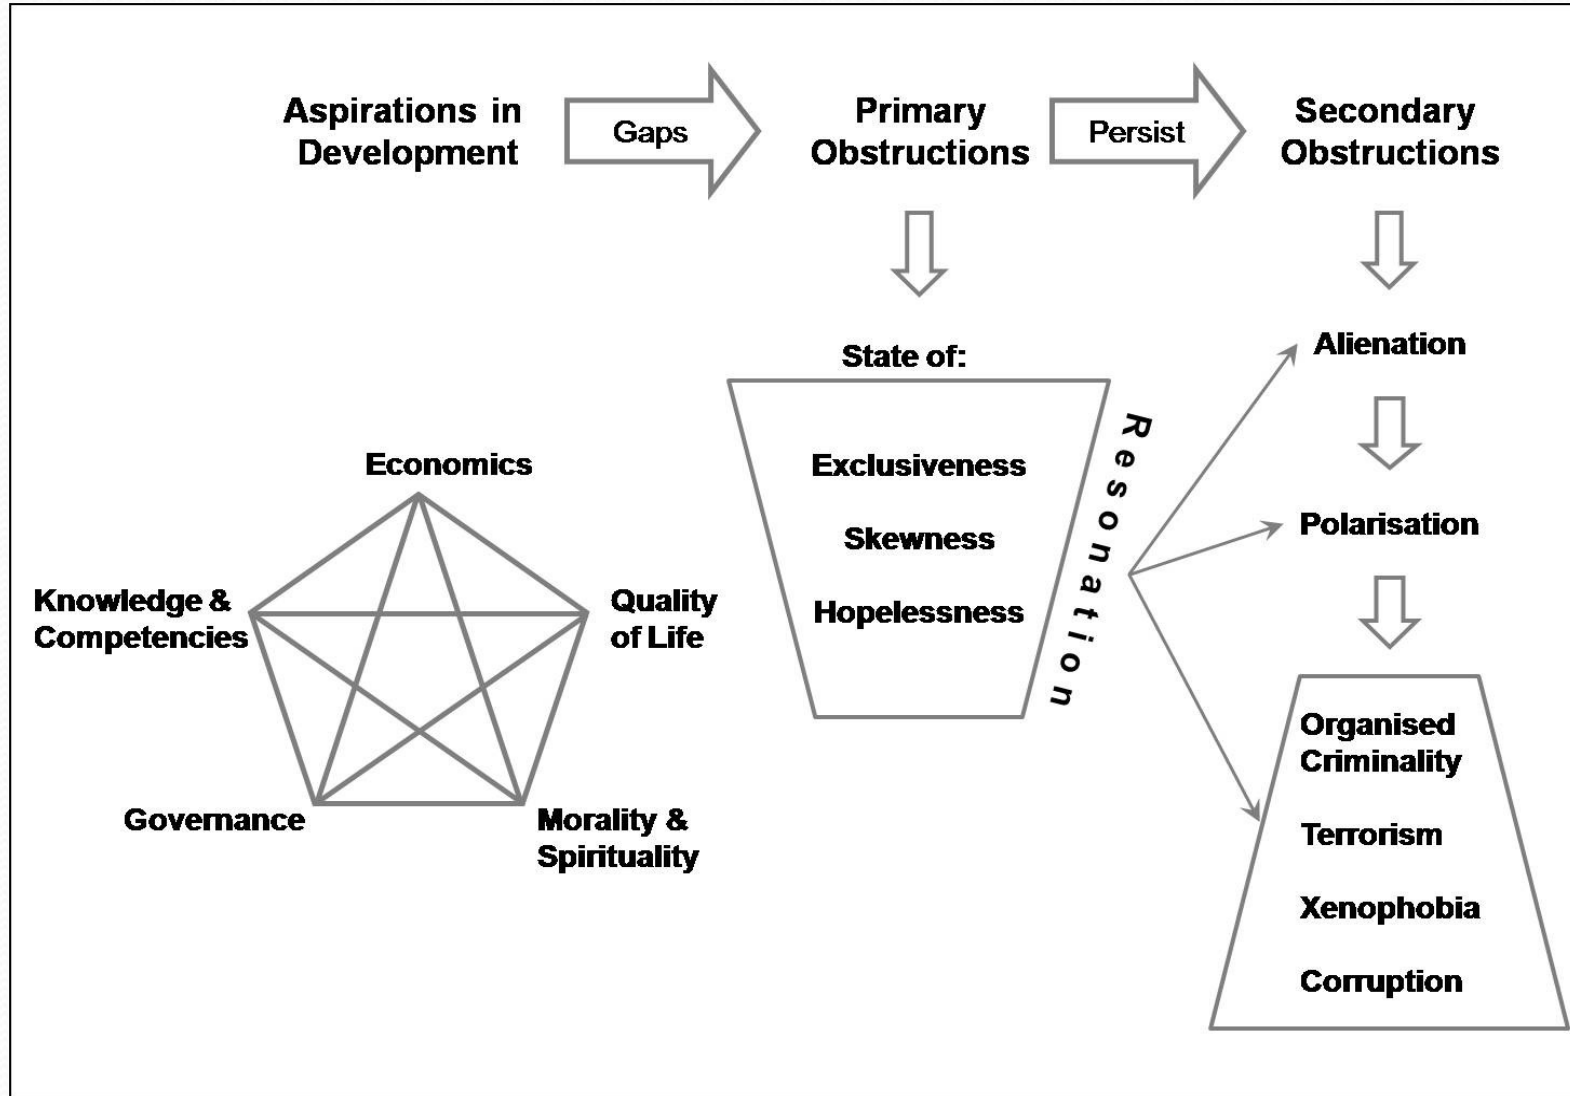 Aspirations in
Development
Gaps
Primary
Obstructions
Persist
Secondary
Obstructions
State of:
Exclusiveness
Skewness
Hopelessness
Resonation
Alienation
Polarisation
Organised
Criminality
Terrorism
Xenophobia
Corruption
Economics
Knowledge &
Competencies
Quality
of Life
Governance
Morality &
Spirituality